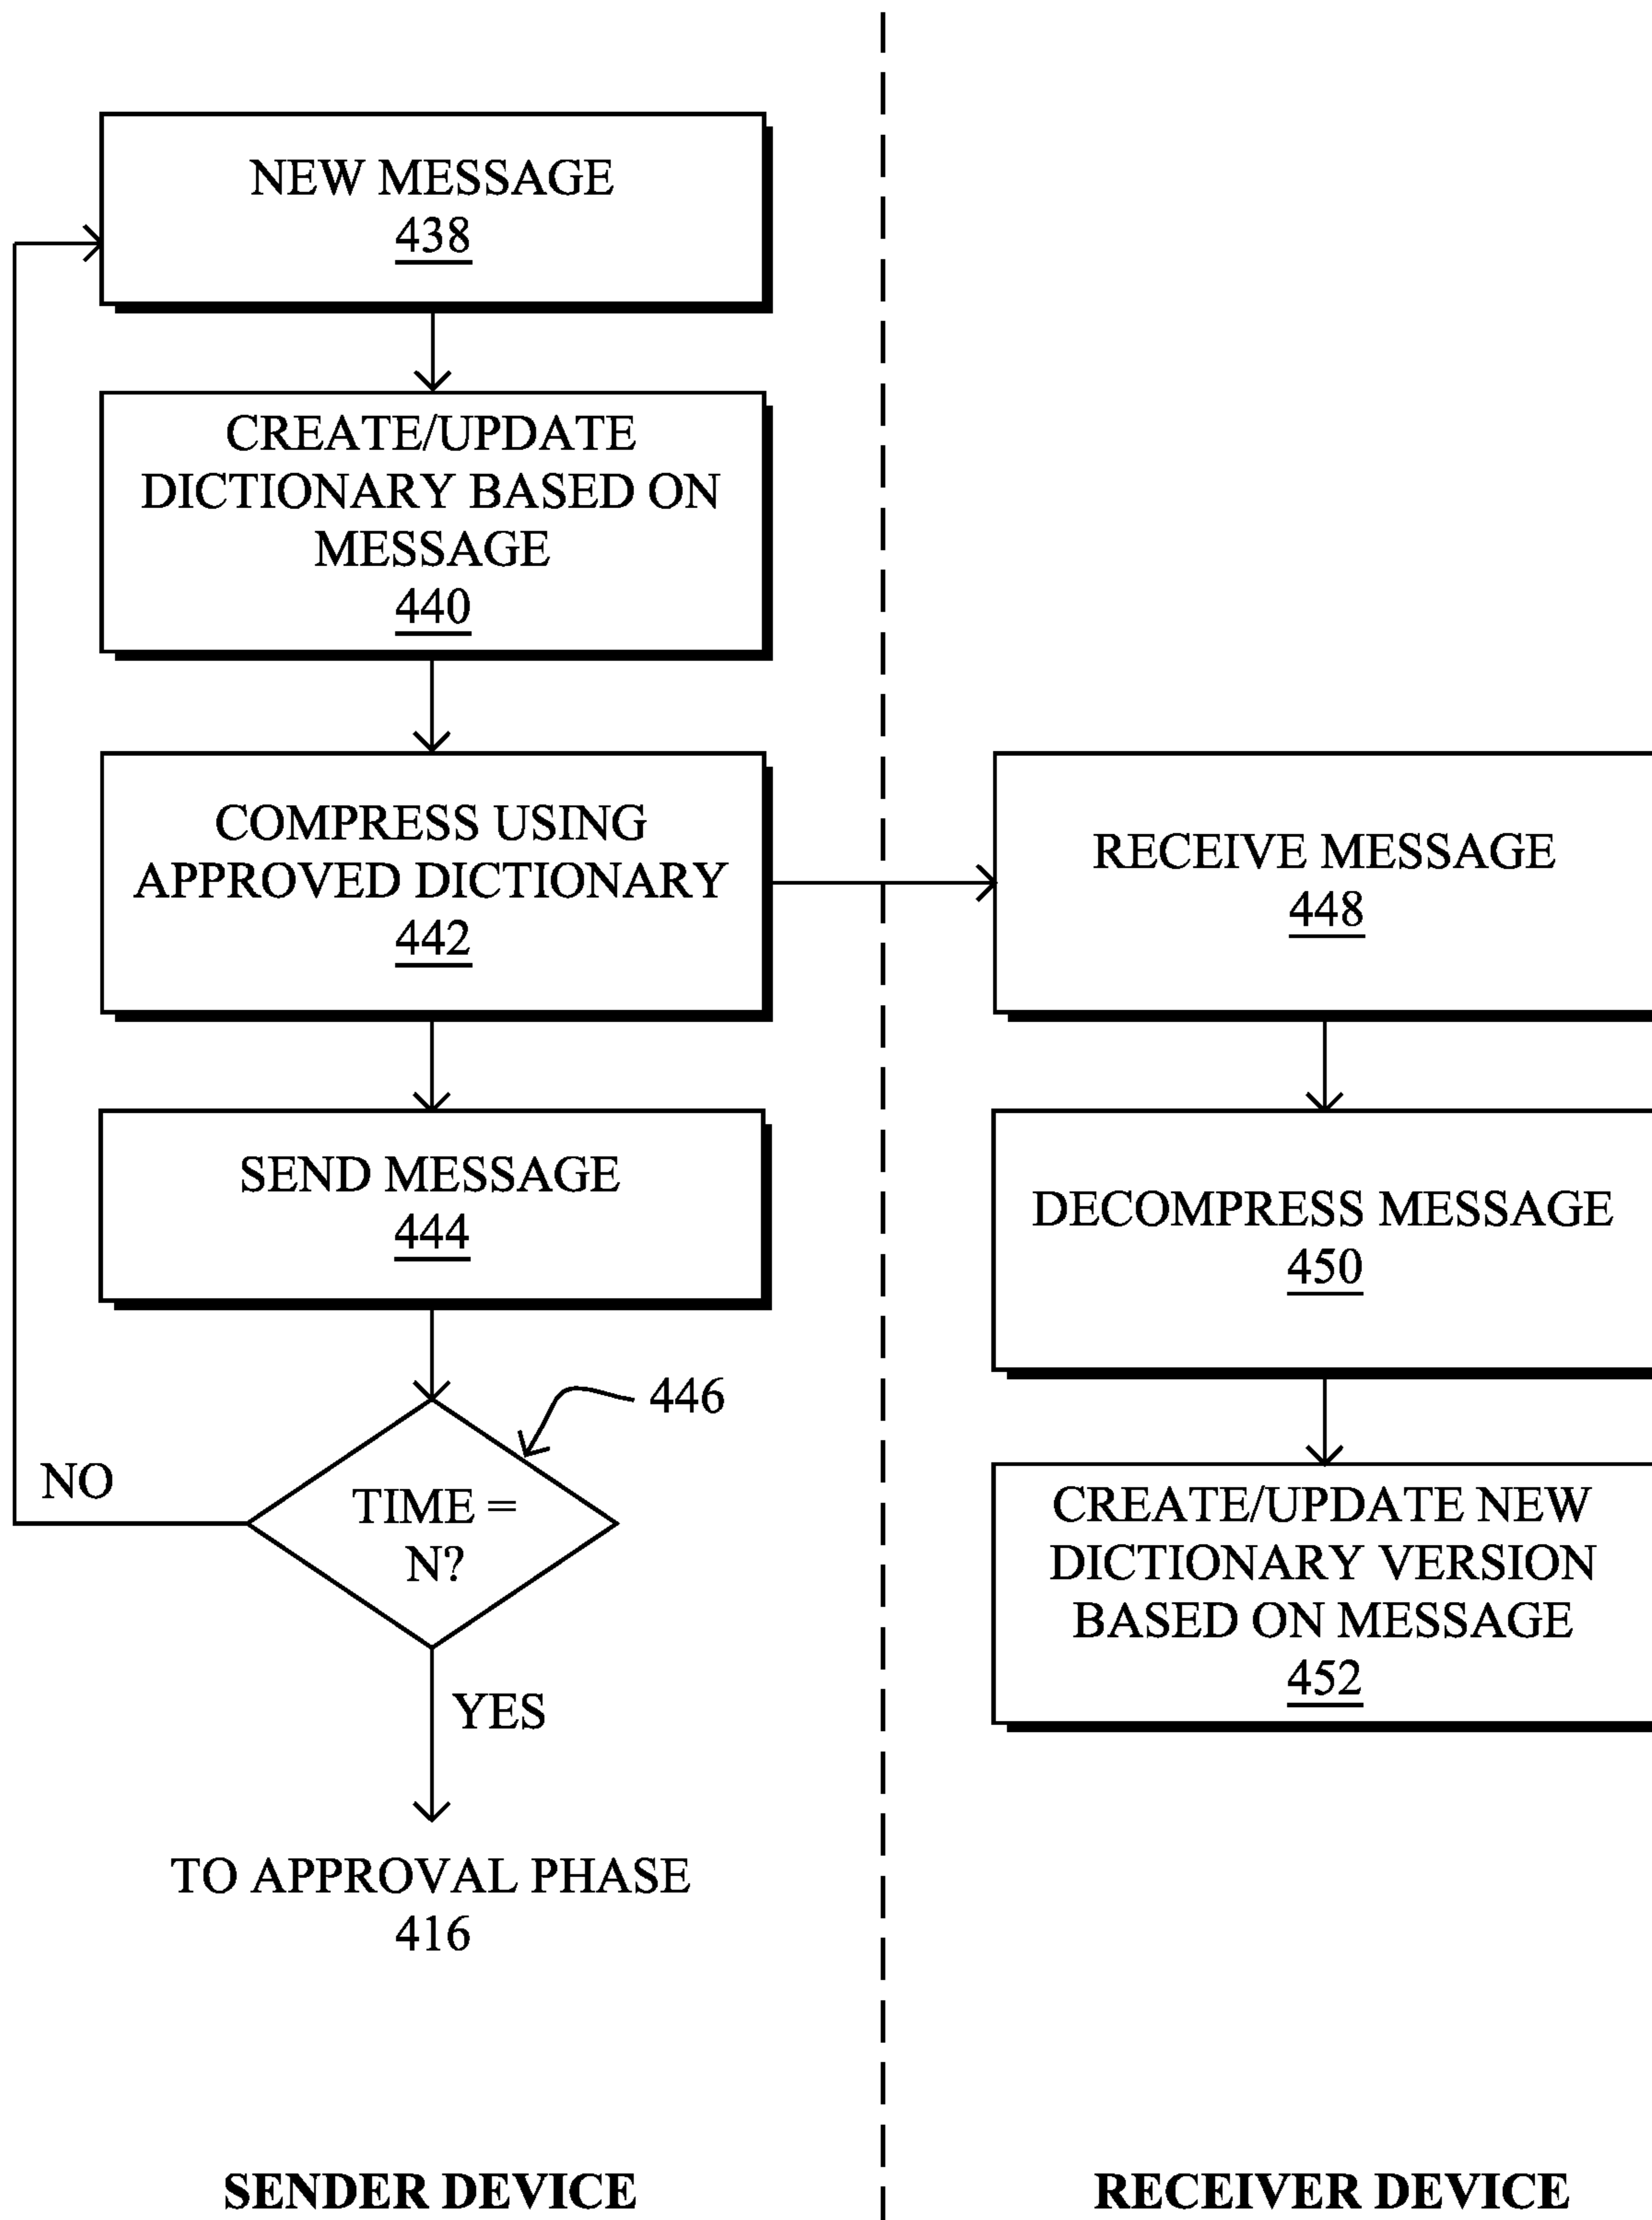 NEW MESSAGE
438
CREATE/UPDATE
DICTIONARY BASED ON
MESSAGE
440
COMPRESS USING
APPROVED DICTIONARY
442
SEND MESSAGE
444
446
NO
TIME =
N?
YES
TO APPROVAL PHASE
416
SENDER DEVICE
RECEIVE MESSAGE
448
DECOMPRESS MESSAGE
450
CREATE/UPDATE NEW
DICTIONARY VERSION
BASED ON MESSAGE
452
RECEIVER DEVICE